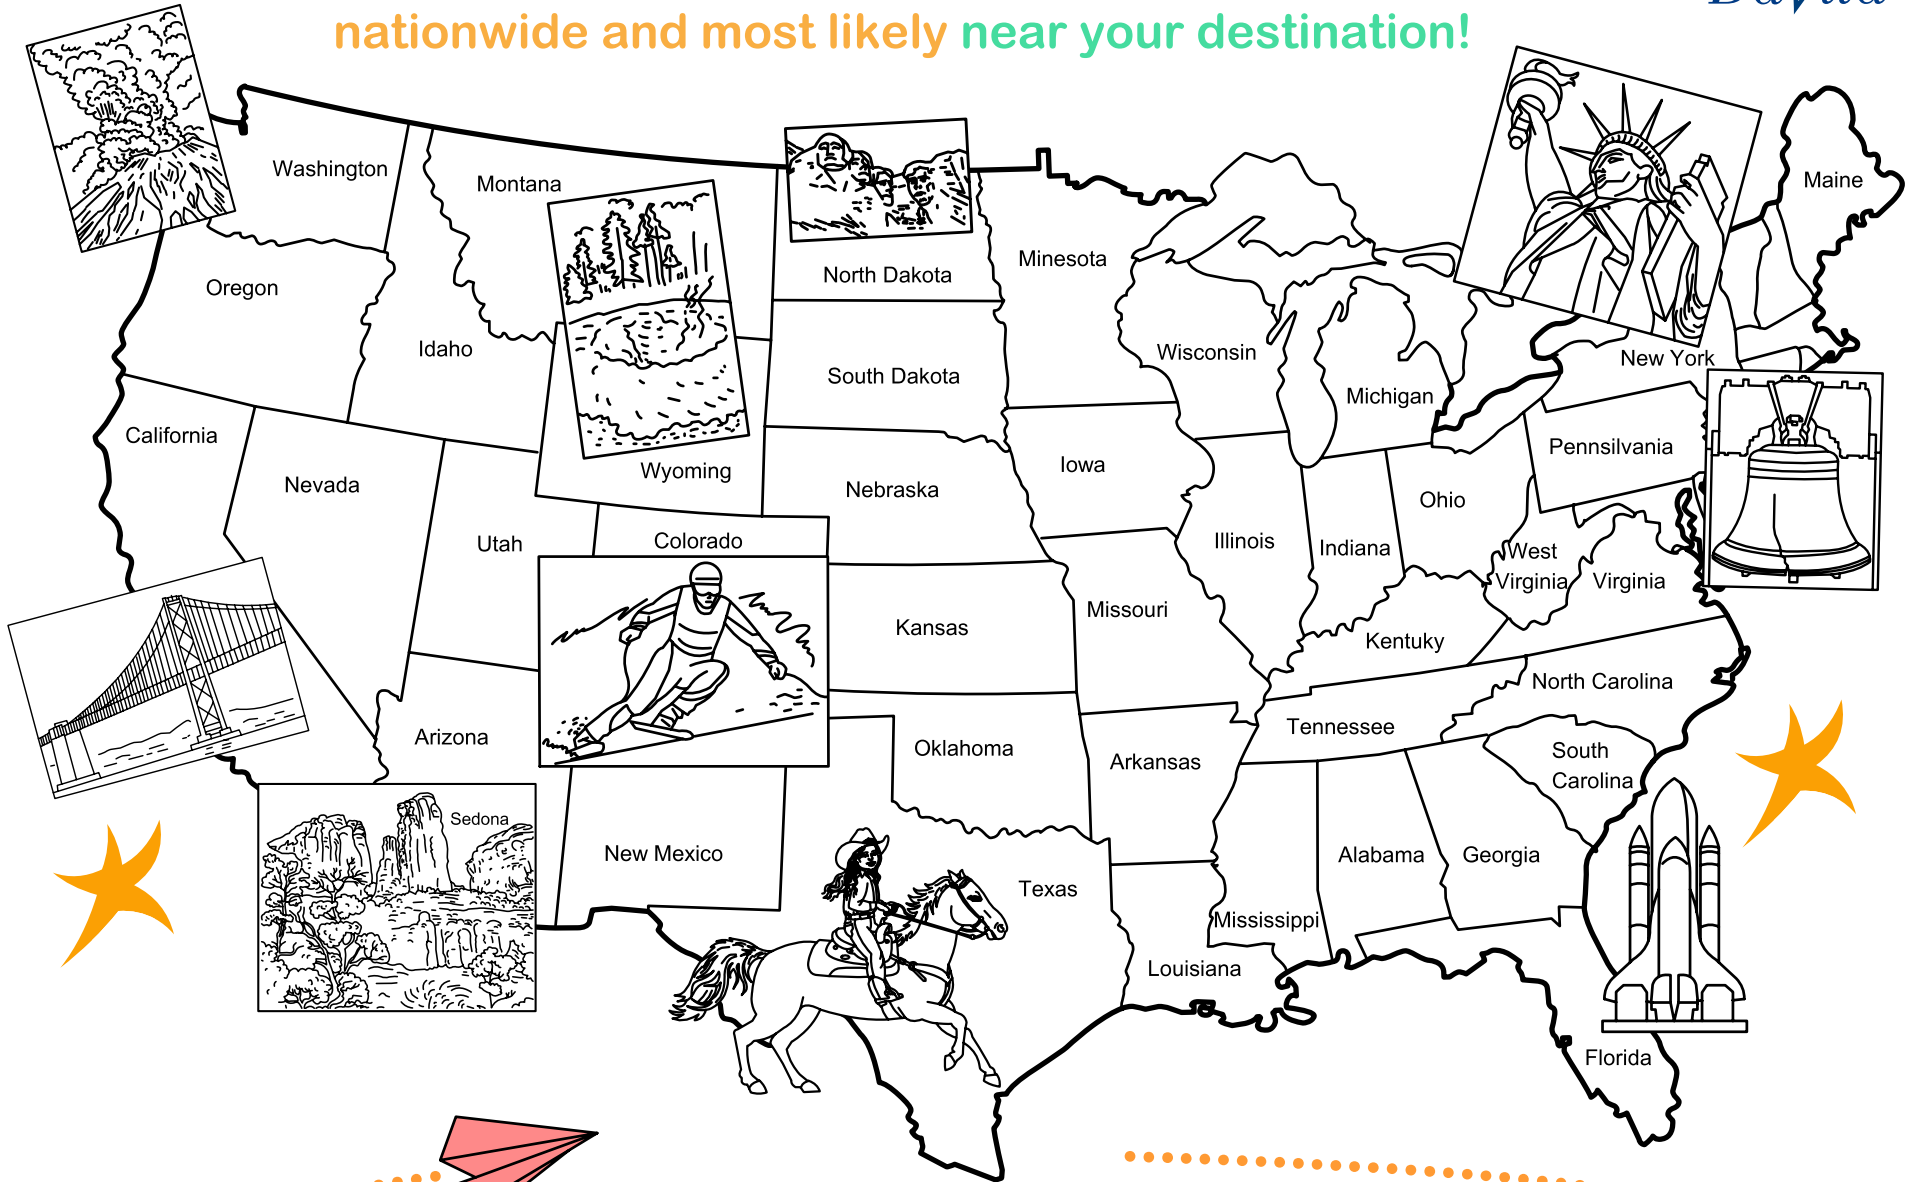 DaVita
nationwide and most likely near your destination!
Washington
Montana
Maine
Minesota
North Dakota
Oregon
Idaho
Wisconsin
New York
South Dakota
Michigan
California
Pennsilvania
Iowa
Wyoming
Nevada
Nebraska
Ohio
Utah
Colorado
Illinois
Indiana
West
Virginia
Virginia
Missouri
Kansas
Kentuky
North Carolina
Tennessee
Arizona
Oklahoma
South
Carolina
Arkansas
Sedona
New Mexico
Alabama
Georgia
Texas
Mississippi
Louisiana
Florida